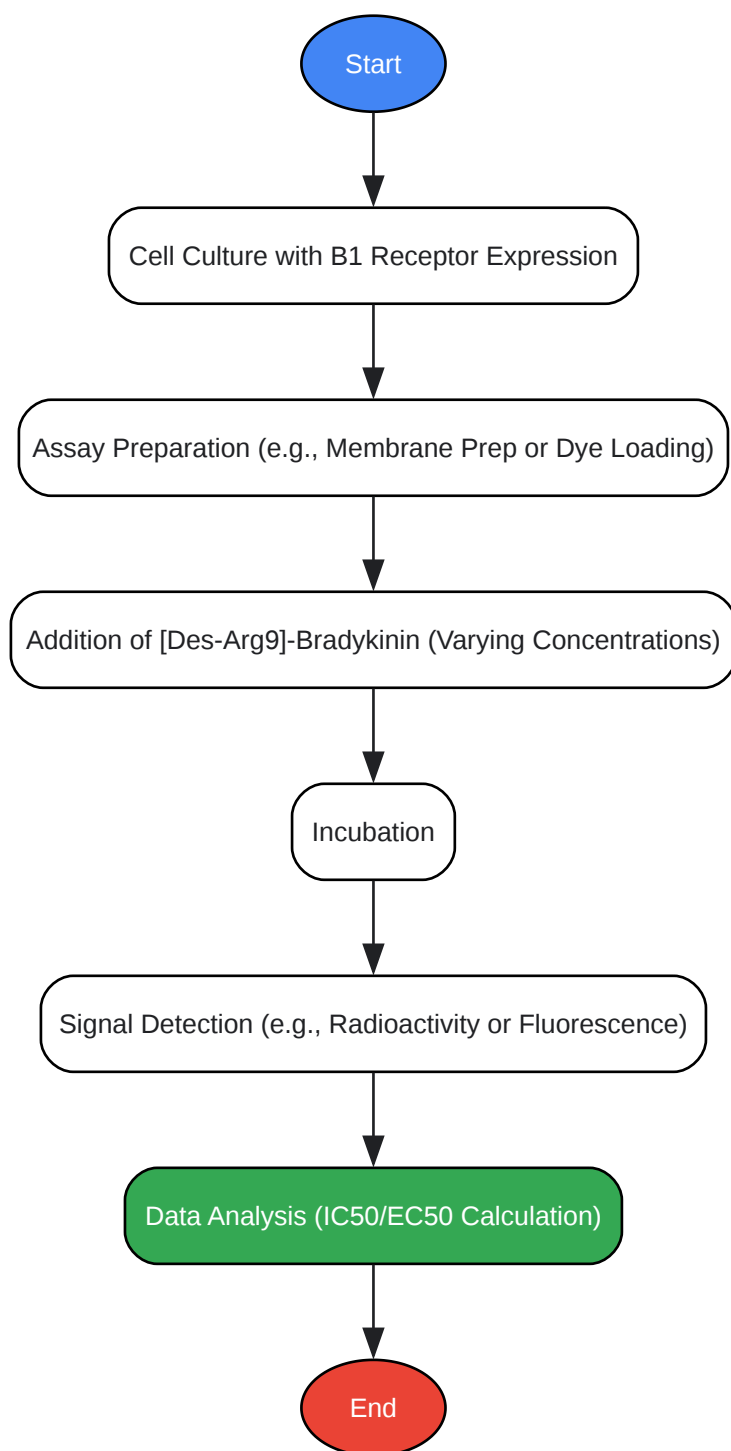 Start
Cell Culture with B1 Receptor Expression
Assay Preparation (e.g., Membrane Prep or Dye Loading)
Addition of [Des-Arg9]-Bradykinin (Varying Concentrations)
Incubation
Signal Detection (e.g., Radioactivity or Fluorescence)
Data Analysis (IC50/EC50 Calculation)
End